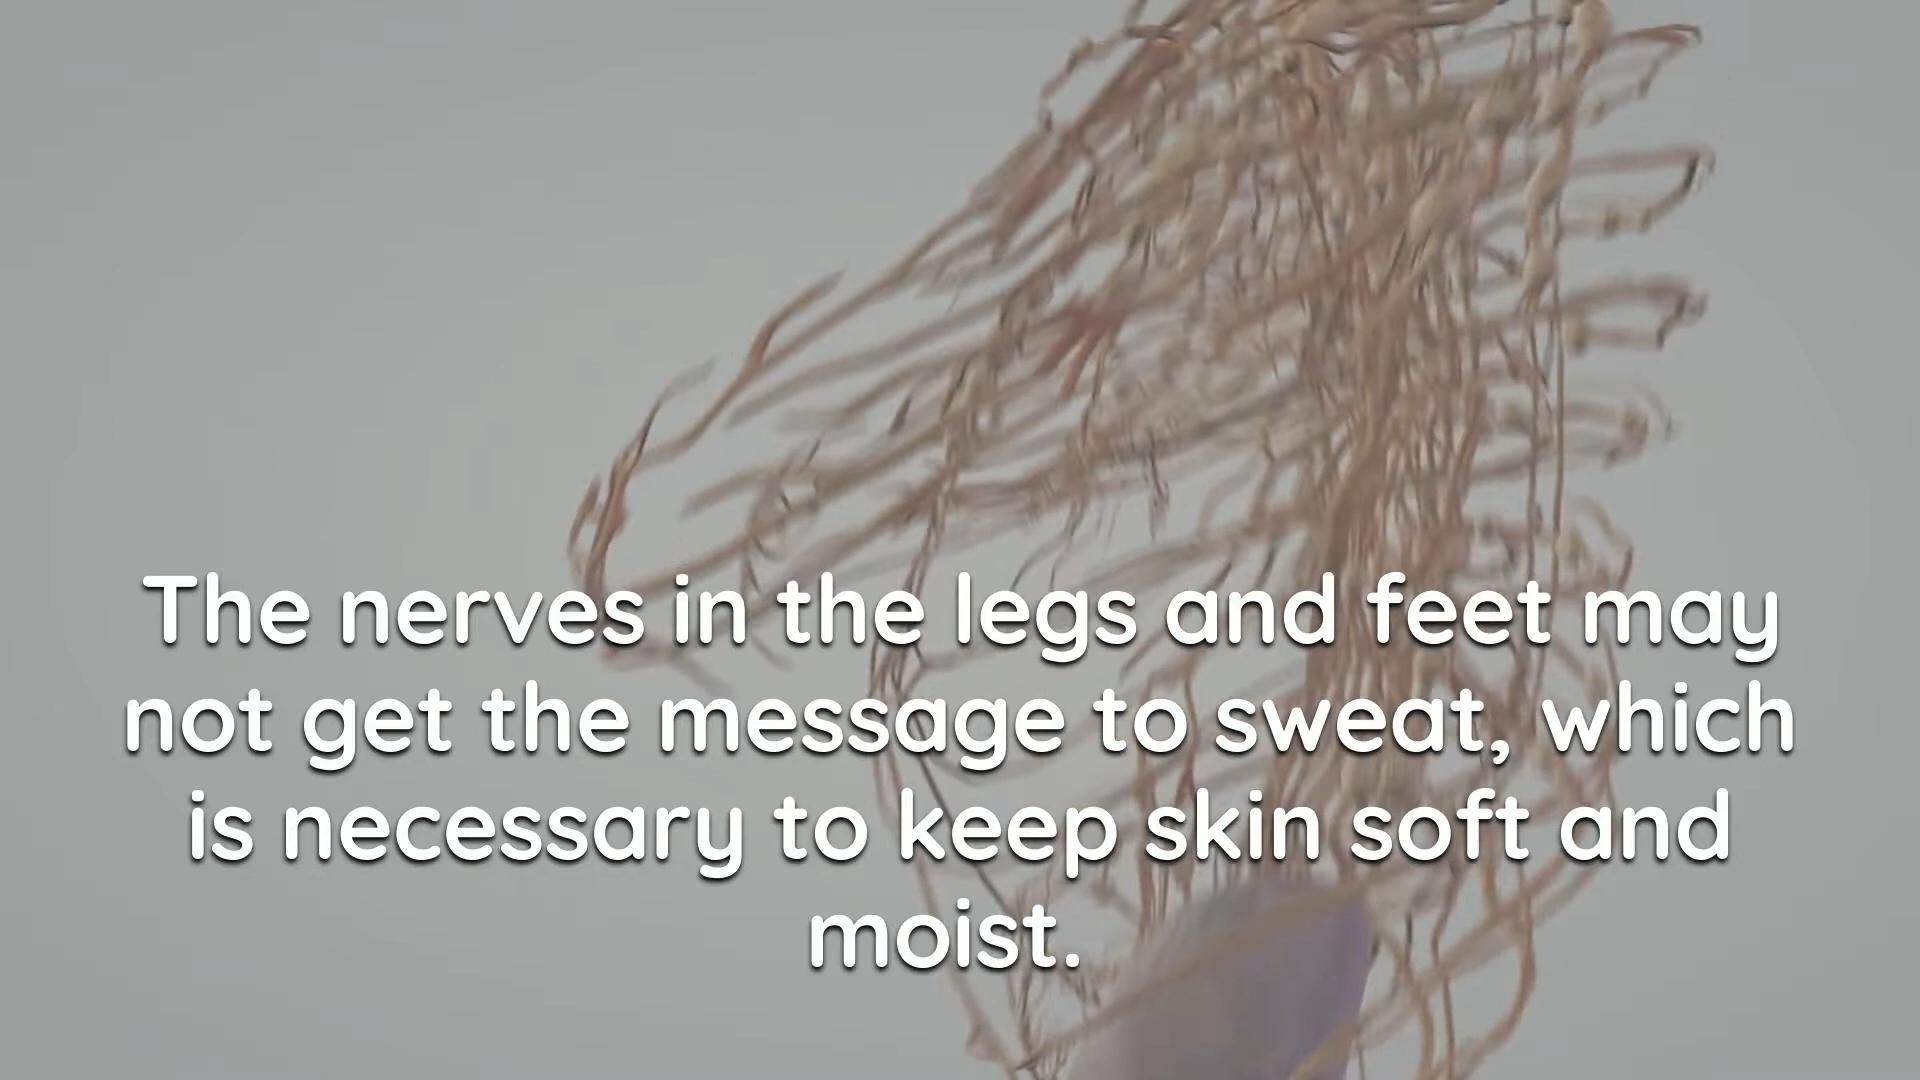 The nerves in the legs and feet may
not get the message to sweat, which
is necessary to keep skin soft and
moist.